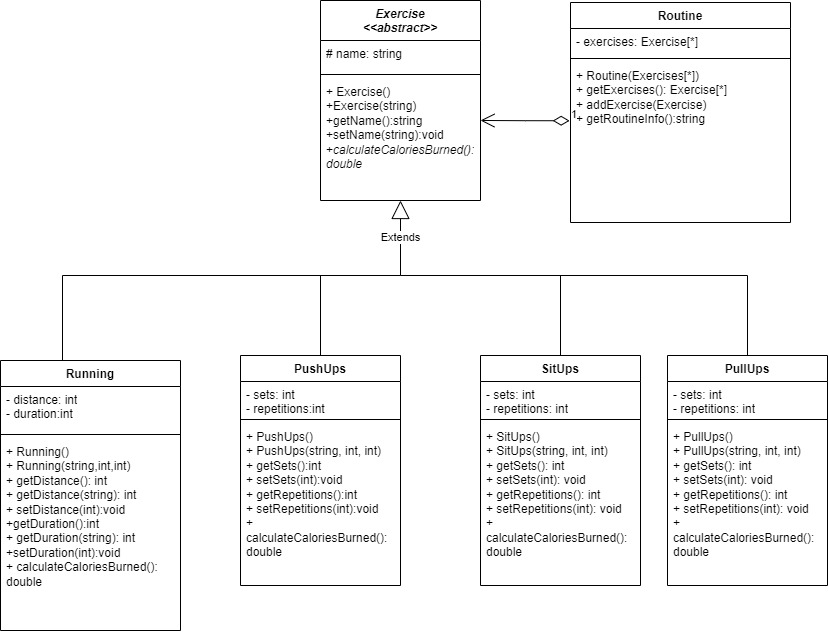 Exercise
<<abstract>>
# name: string
+ Exercise()
+Exercise(string)
+getName():string
+setName(string):void
+calculateCaloriesBurned():
double
Routine
- exercises: Exercise[*]
+ Routine(Exercises[*])
+ getExercises(): Exercise[*]
+ addExercise(Exercise)
+ getRoutineInfo():string
1
Extends
Running
- distance: int
- duration:int
+ Running()
+ Running(string,int,int)
+ getDistance(): int
+ getDistance(string): int
+ setDistance(int):void
+getDuration():int
+ getDuration(string): int
+setDuration(int):void
+ calculateCaloriesBurned():
double
PushUps
- sets: int
- repetitions:int
+ PushUps()
+ PushUps(string, int, int)
+ getSets():int
+ setSets(int):void
+ getRepetitions():int
+ setRepetitions(int):void
+
calculateCaloriesBurned():
double
SitUps
- sets: int
- repetitions: int
+ SitUps()
+ SitUps(string, int, int)
+ getSets(): int
+ setSets(int): void
+ getRepetitions(): int
+ setRepetitions(int): void
+
calculateCaloriesBurned():
double
PullUps
- sets: int
- repetitions: int
+ PullUps()
+ PullUps(string, int, int)
+ getSets(): int
+ setSets(int): void
+ getRepetitions(): int
+ setRepetitions(int): void
+
calculateCaloriesBurned():
double